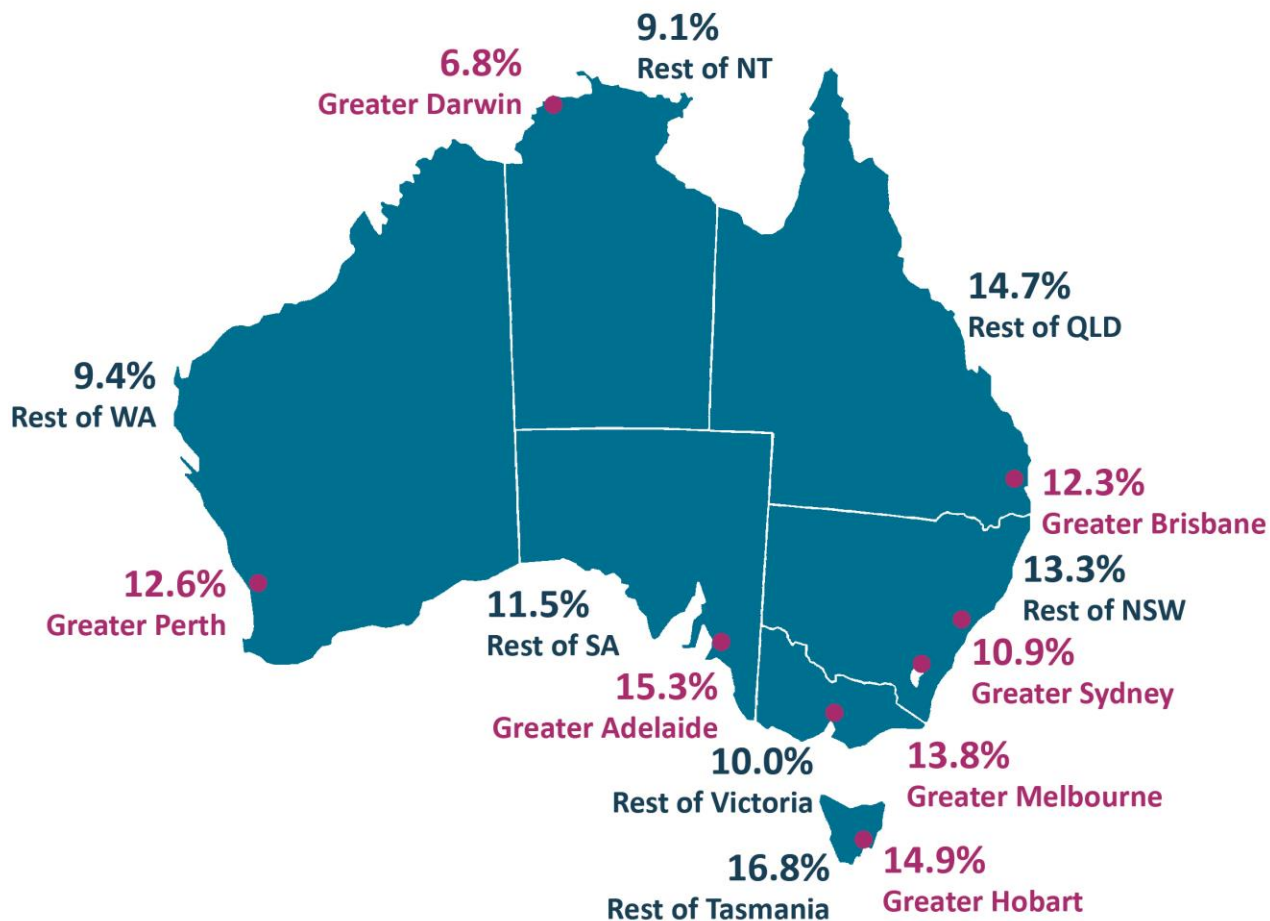 9.1%
Rest of NT
6.8%
Greater Darwin
14.7%
Rest of QLD
9.4%
Rest of WA
12.3%
Greater Brisbane
13.3%
Rest of NSW
12.6%
Greater Perth
11.5%
Rest of SA
10.9%
Greater Sydney
15.3%
Greater Adelaide
13.8%
Greater Melbourne
10.0%
Rest of Victoria
14.9%
Greater Hobart
16.8%
Rest of Tasmania